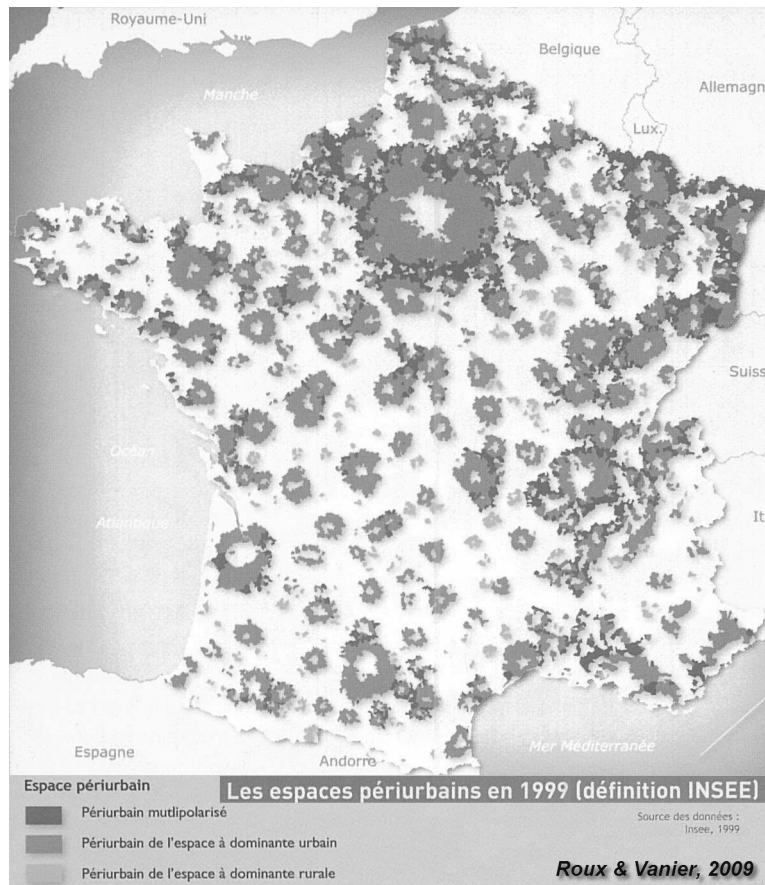 Royaume-Uni
Belgique
Allemagn
Manche
Lux.
Suiss
Océan
Atlantique
It
Espagne
Andorre
Mer Méditerranée
Espace périurbain
Les espaces périurbains en 1999 (définition INSEE)
Périurbain mutlipolarisé
Source des données :
Insee, 1999
Périurbain de l'espace à dominante urbain
Périurbain de l'espace à dominante rurale
Roux & Vanier, 2009